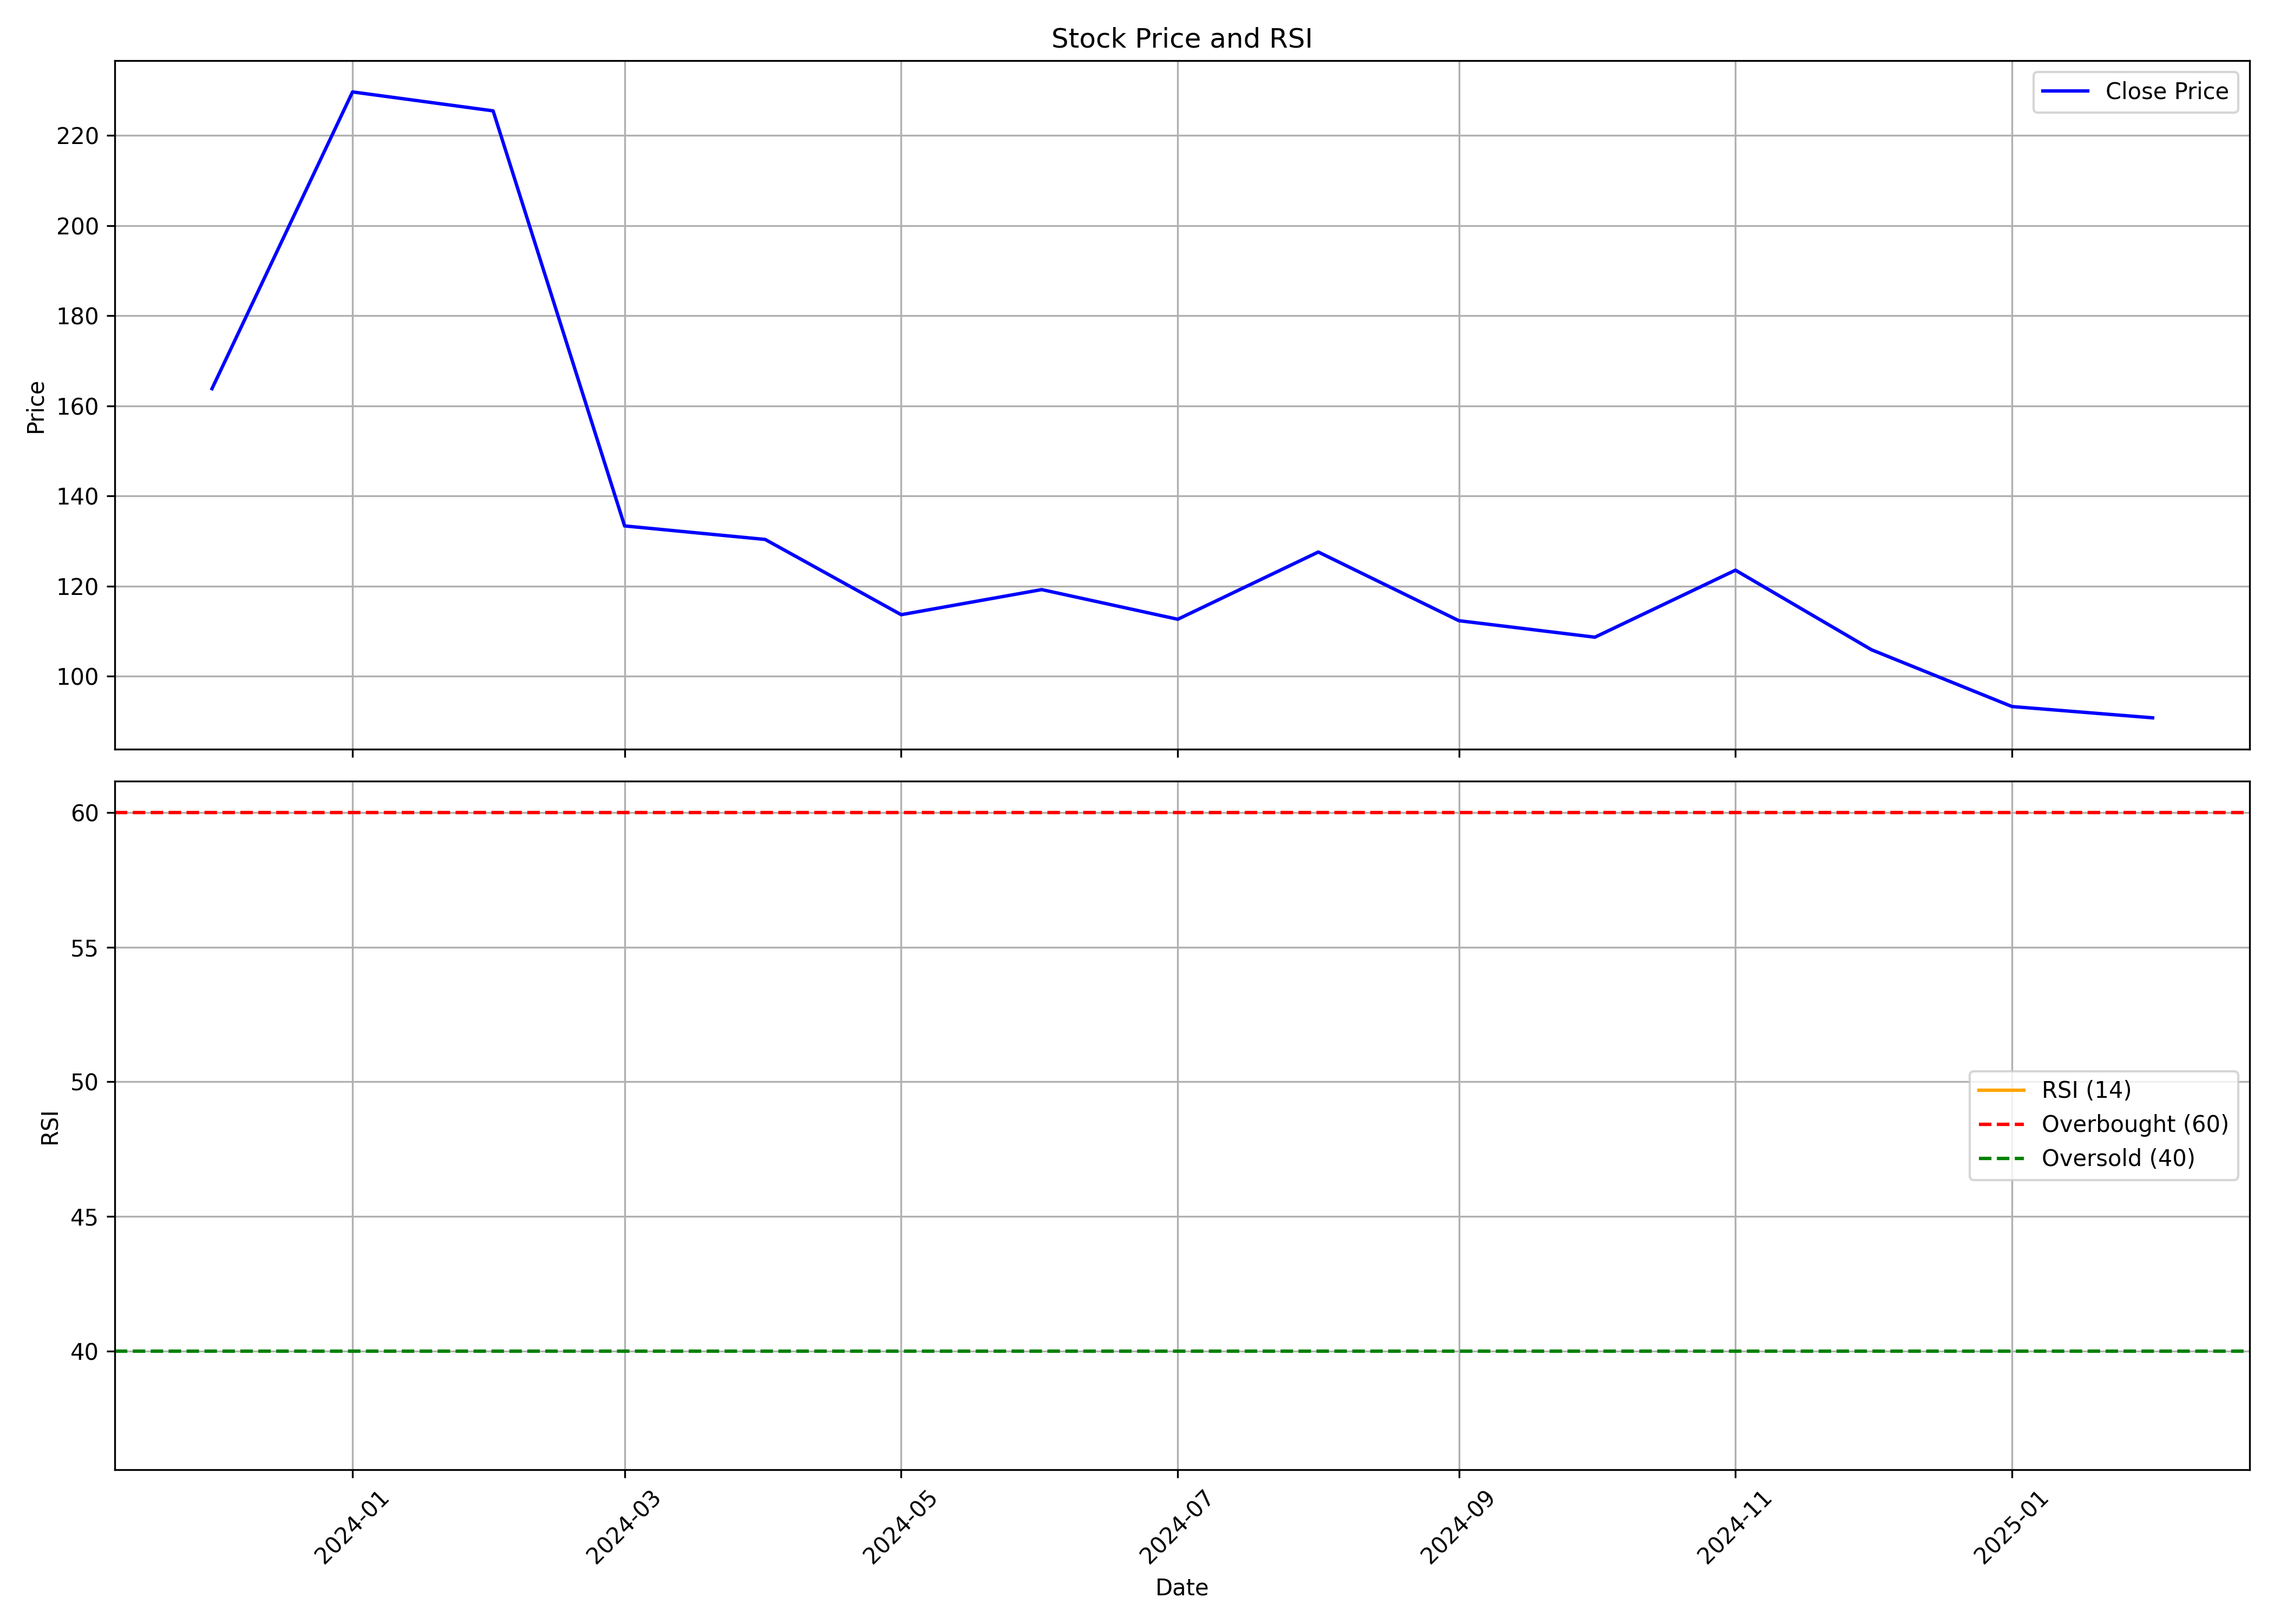 Stock Price and RSI
Close Price
Price
220
200
180
160
140
120
100
RSI
60
55
50
45
40
RSI (14)
Overbought (60)
Oversold (40)
2024-01
2024-03
2024-05
2024-07
2024-09
2024-11
2025-01
Date